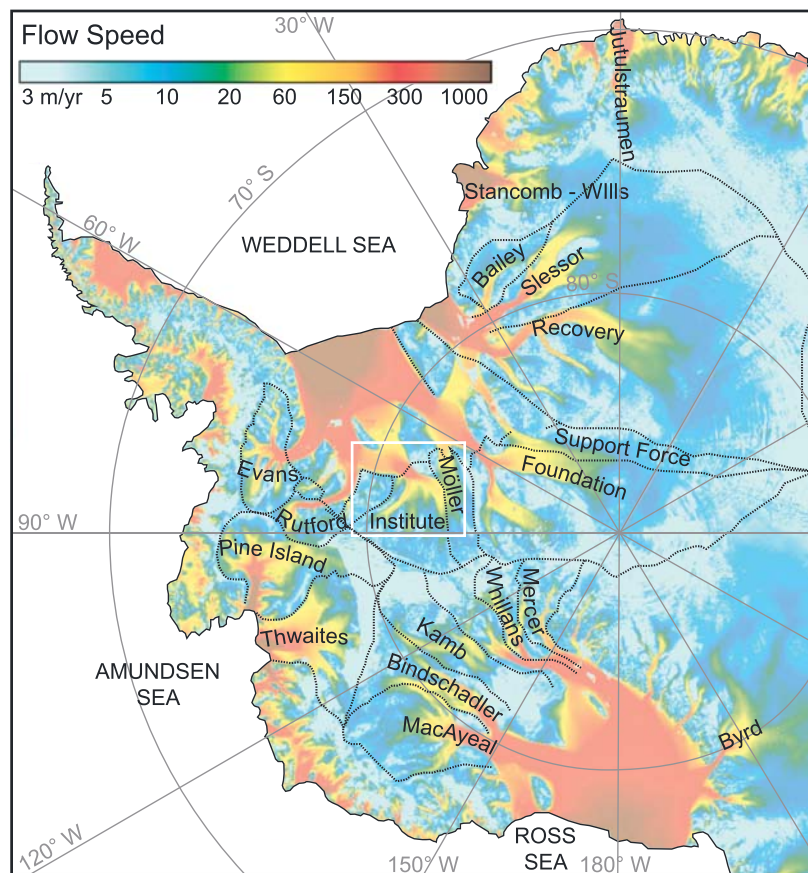 Flow Speed
3 m/yr 5 10 20 60 150 300 1000
30° W
Jutulstraumen
70° S
60° W
WEDDELL SEA
Stancomb - WIlls
Bailey
Slessor
80° S
Recovery
Support Force
Foundation
Evans
Möller
Rutford
Institute
90° W
Pine Island
Whillans
Mercer
Thwaites
Kamb
Bindschadler
AMUNDSEN
SEA
MacAyeal
Byrd
120° W
150° W
ROSS
SEA
180° W